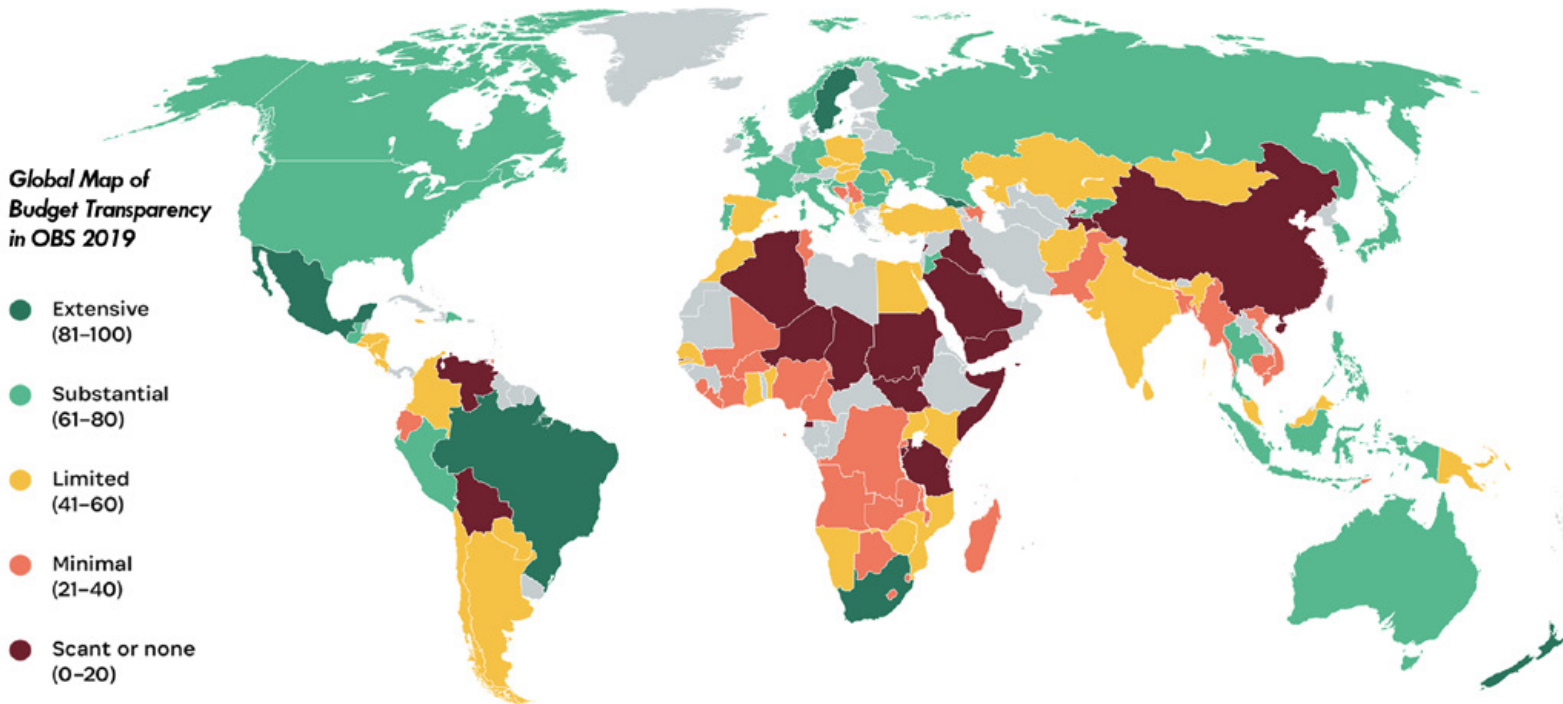 Global Map of
Budget Transparency
in OBS 2019
Extensive
(81–100)
Substantial
(61–80)
Limited
(41–60)
Minimal
(21–40)
Scant or none
(0–20)